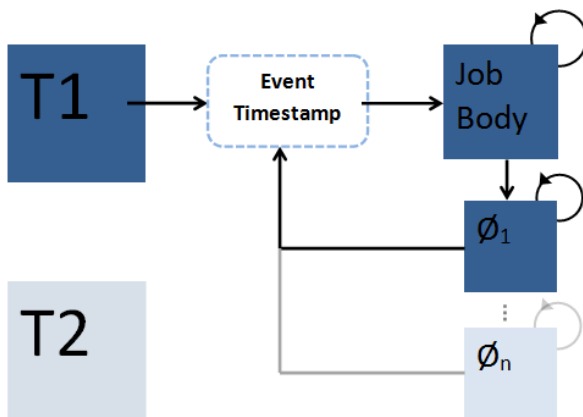 T1
Event
Timestamp
Job
Body
Ø1
T2
Øn